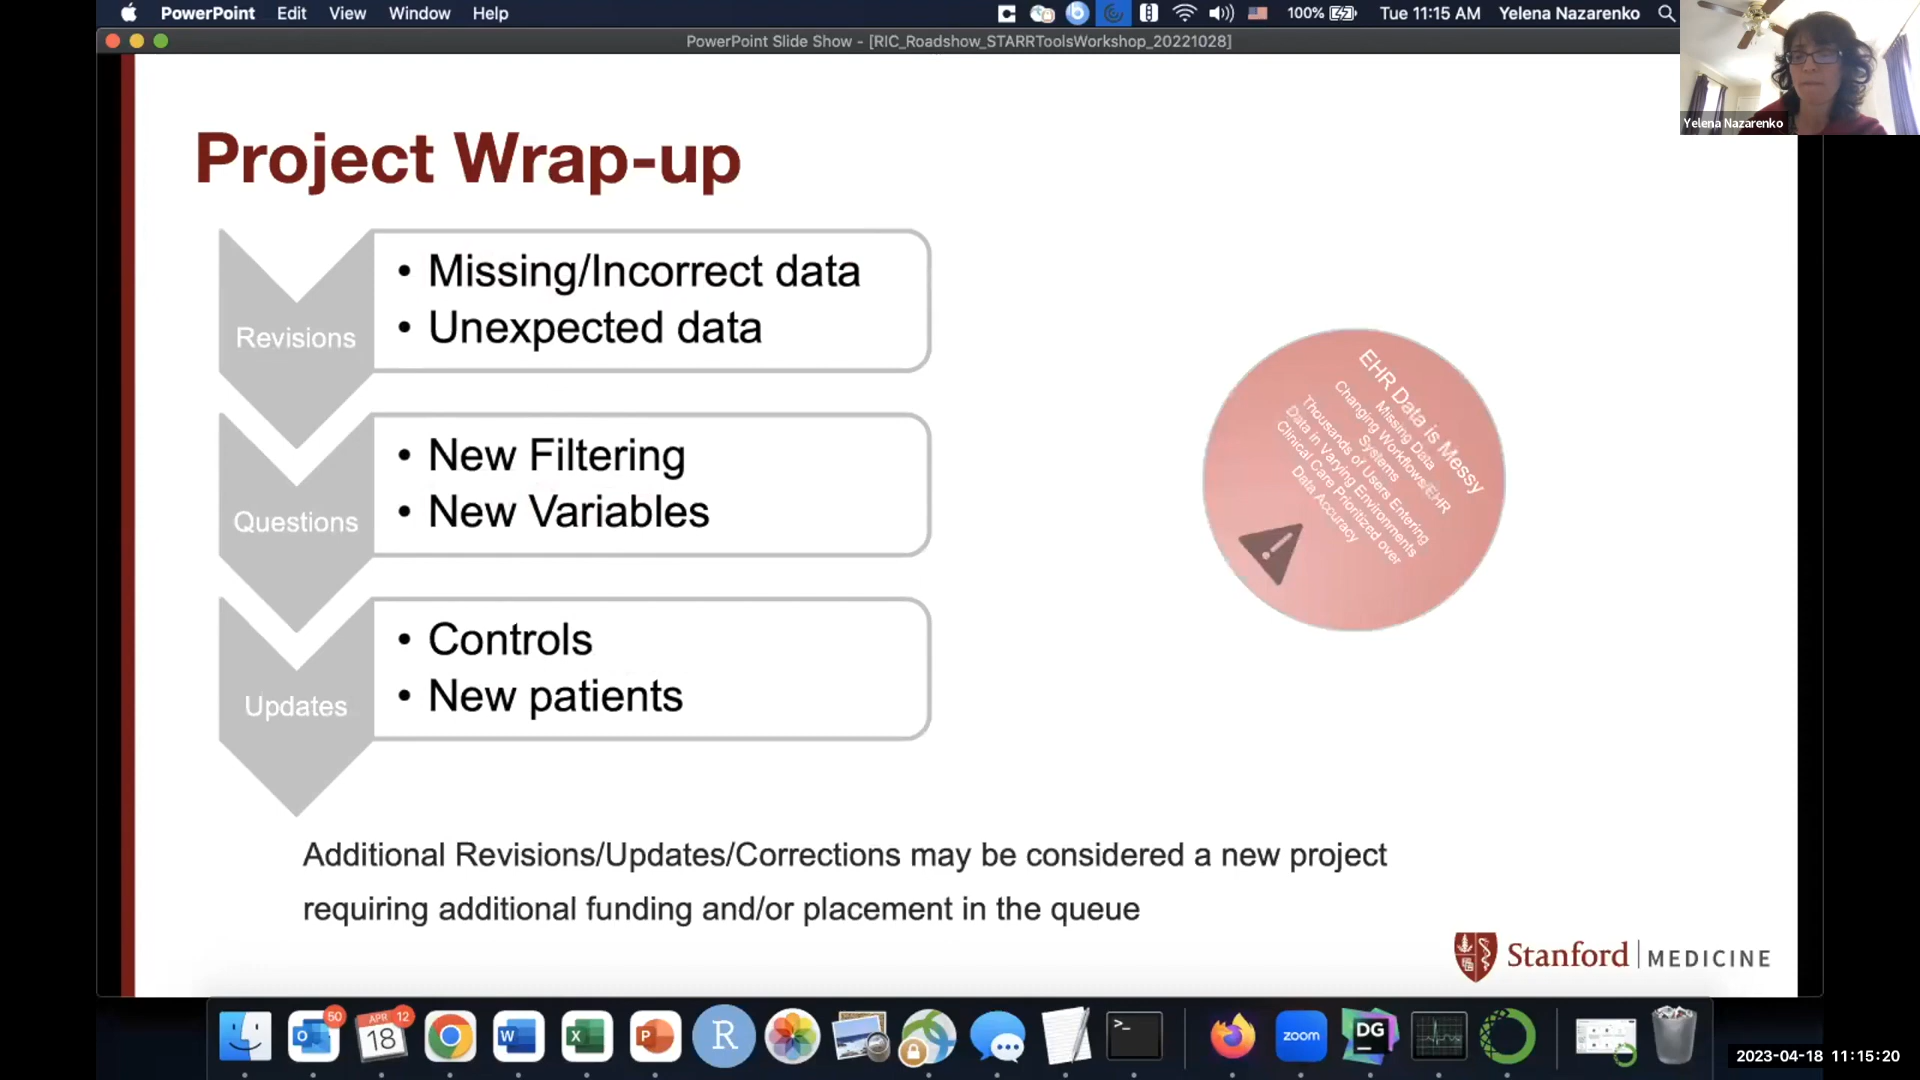 PowerPoint Edit View Window Help 100% Tue 11:15 AM Yelena Nazarenko
PowerPoint Slide Show - [RIC_Roadshow_STARRToolsWorkshop_20221028]
Yelena Nazarenko
Project Wrap-up
Revisions
• Missing/Incorrect data
• Unexpected data
Questions
• New Filtering
• New Variables
Updates
• Controls
• New patients
EHR Data is Messy
Missing Data
Changing Workflows/EHR
Systems
Thousands of Users Entering
Data in Varying Environments
Clinical Care Prioritized over
Data Accuracy
Additional Revisions/Updates/Corrections may be considered a new project
requiring additional funding and/or placement in the queue
Stanford MEDICINE
50
APR 12
18
W
X
P
R
>_
zoom
DG
2023-04-18 11:15:20